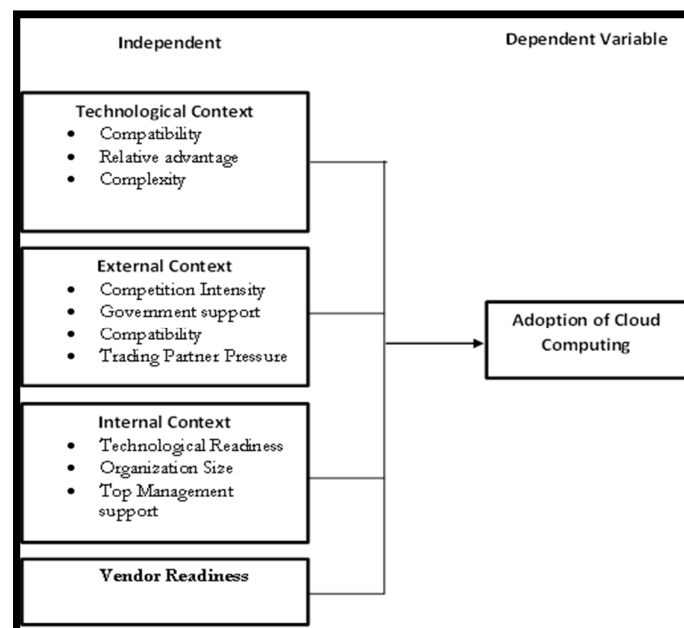 Independent
Dependent Variable
Technological Context
• Compatibility
• Relative advantage
• Complexity
External Context
• Competition Intensity
• Government support
• Compatibility
• Trading Partner Pressure
Adoption of Cloud
Computing
Internal Context
• Technological Readiness
• Organization Size
• Top Management
support
Vendor Readiness